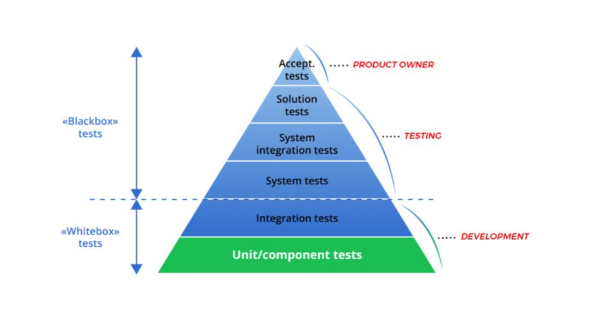 Accept.
tests
PRODUCT OWNER
Solution
tests
«Blackbox»
tests
TESTING
System
integration tests
System tests
Integration tests
«Whitebox»
tests
DEVELOPMENT
Unit/component tests